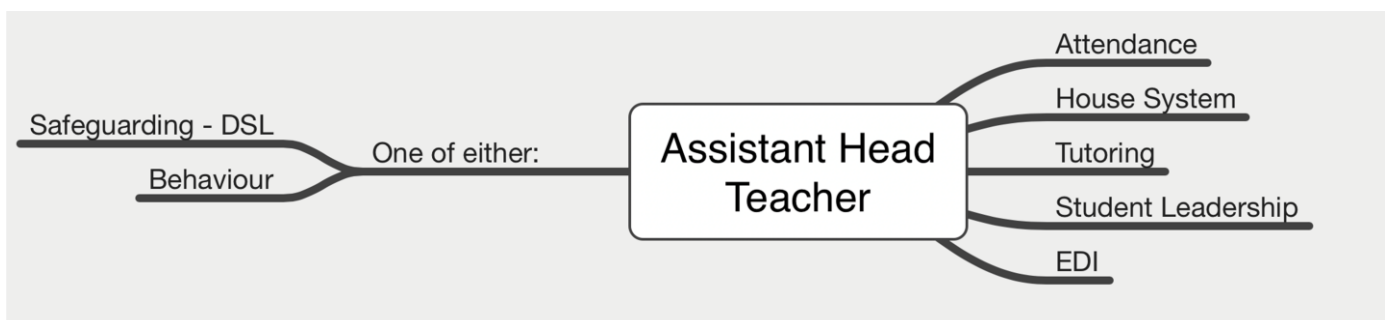 Safeguarding - DSL
Behaviour
One of either:
Assistant Head
Teacher
Attendance
House System
Tutoring
Student Leadership
EDI